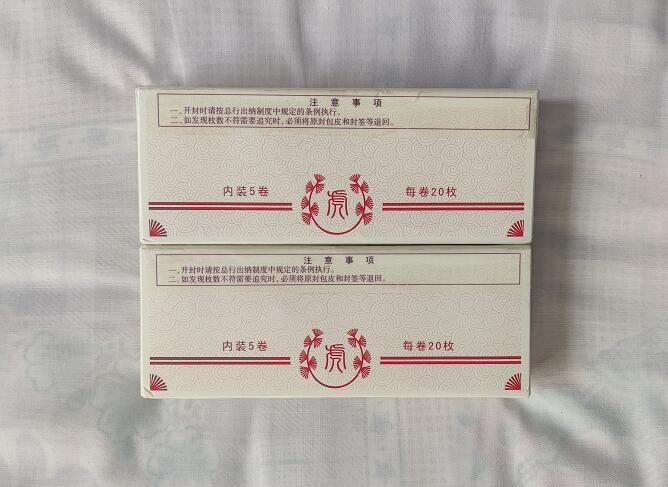 注意事项
一、开封时请按总行出纳制度中规定的条例执行。
二、如发现枚数不符需要追究时，必须将原封包皮和封签等退回。
内装5卷
虎
每卷20枚
注意事项
一、开封时请按总行出纳制度中规定的条例执行。
二、如发现枚数不符需要追究时，必须将原封包皮和封签等退回。
内装5卷
虎
每卷20枚